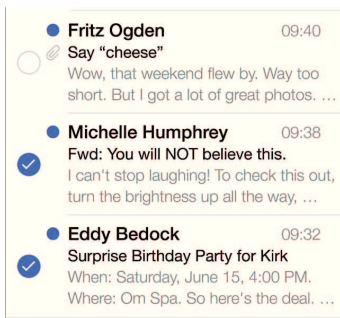 Fritz Ogden 09:40
Say “cheese”
Wow, that weekend flew by. Way too
short. But I got a lot of great photos. …
Michelle Humphrey 09:38
Fwd: You will NOT believe this.
I can't stop laughing! To check this out,
turn the brightness up all the way, …
Eddy Bedock 09:32
Surprise Birthday Party for Kirk
When: Saturday, June 15, 4:00 PM.
Where: Om Spa. So here's the deal. …